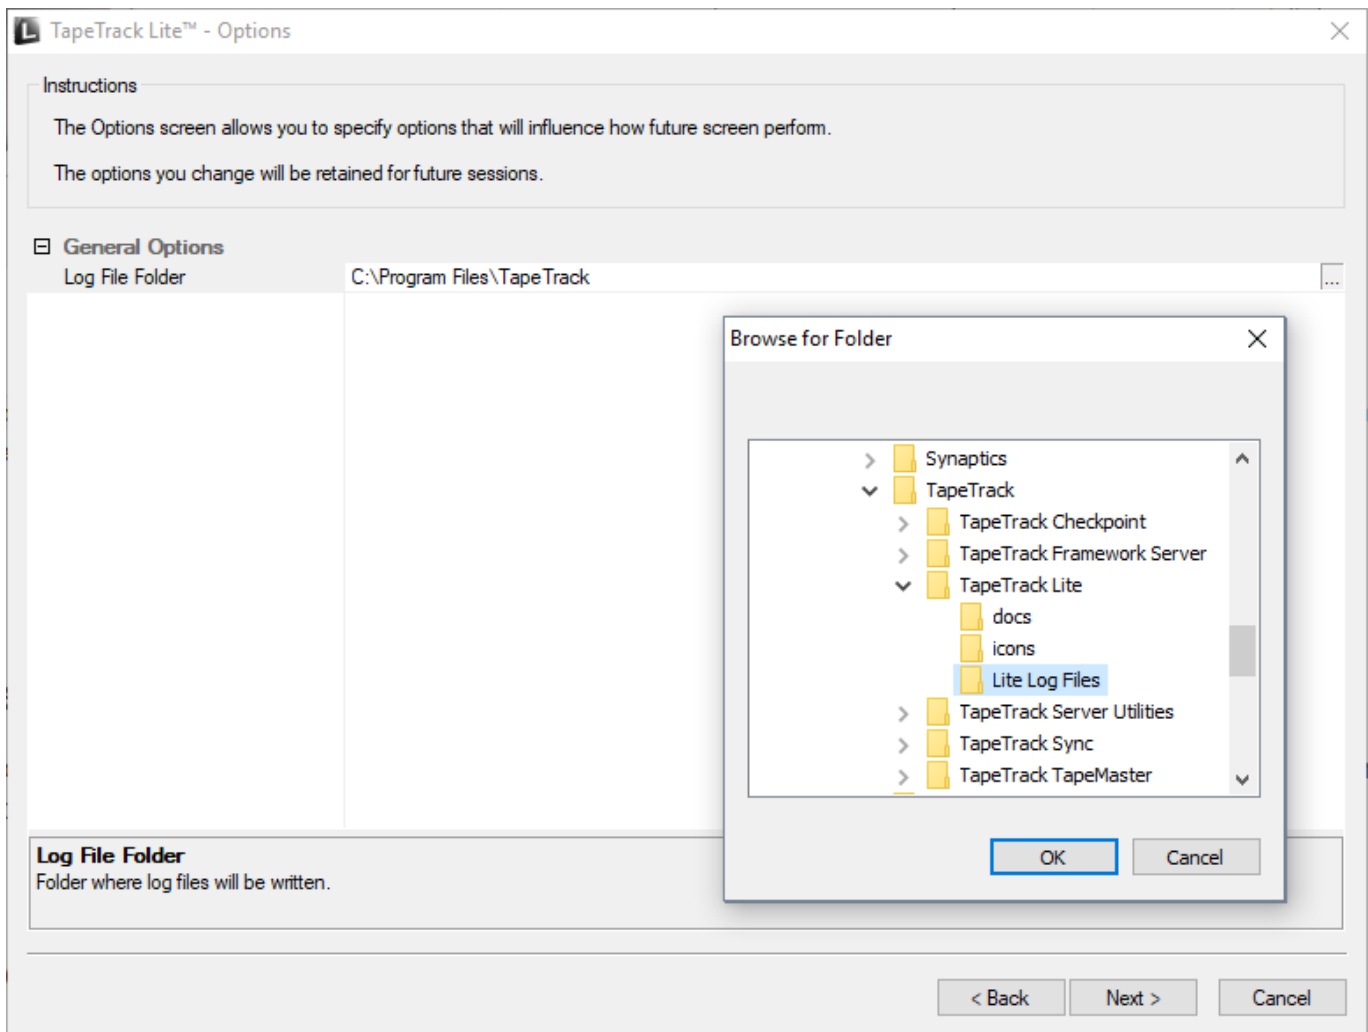 TapeTrack Lite™ - Options
Instructions
The Options screen allows you to specify options that will influence how future screen perform.
The options you change will be retained for future sessions.
General Options
Log File Folder C:\Program Files\TapeTrack ...
Browse for Folder
Synaptics
TapeTrack
TapeTrack Checkpoint
TapeTrack Framework Server
TapeTrack Lite
docs
icons
Lite Log Files
TapeTrack Server Utilities
TapeTrack Sync
TapeTrack TapeMaster
OK Cancel
Log File Folder
Folder where log files will be written.
< Back Next > Cancel